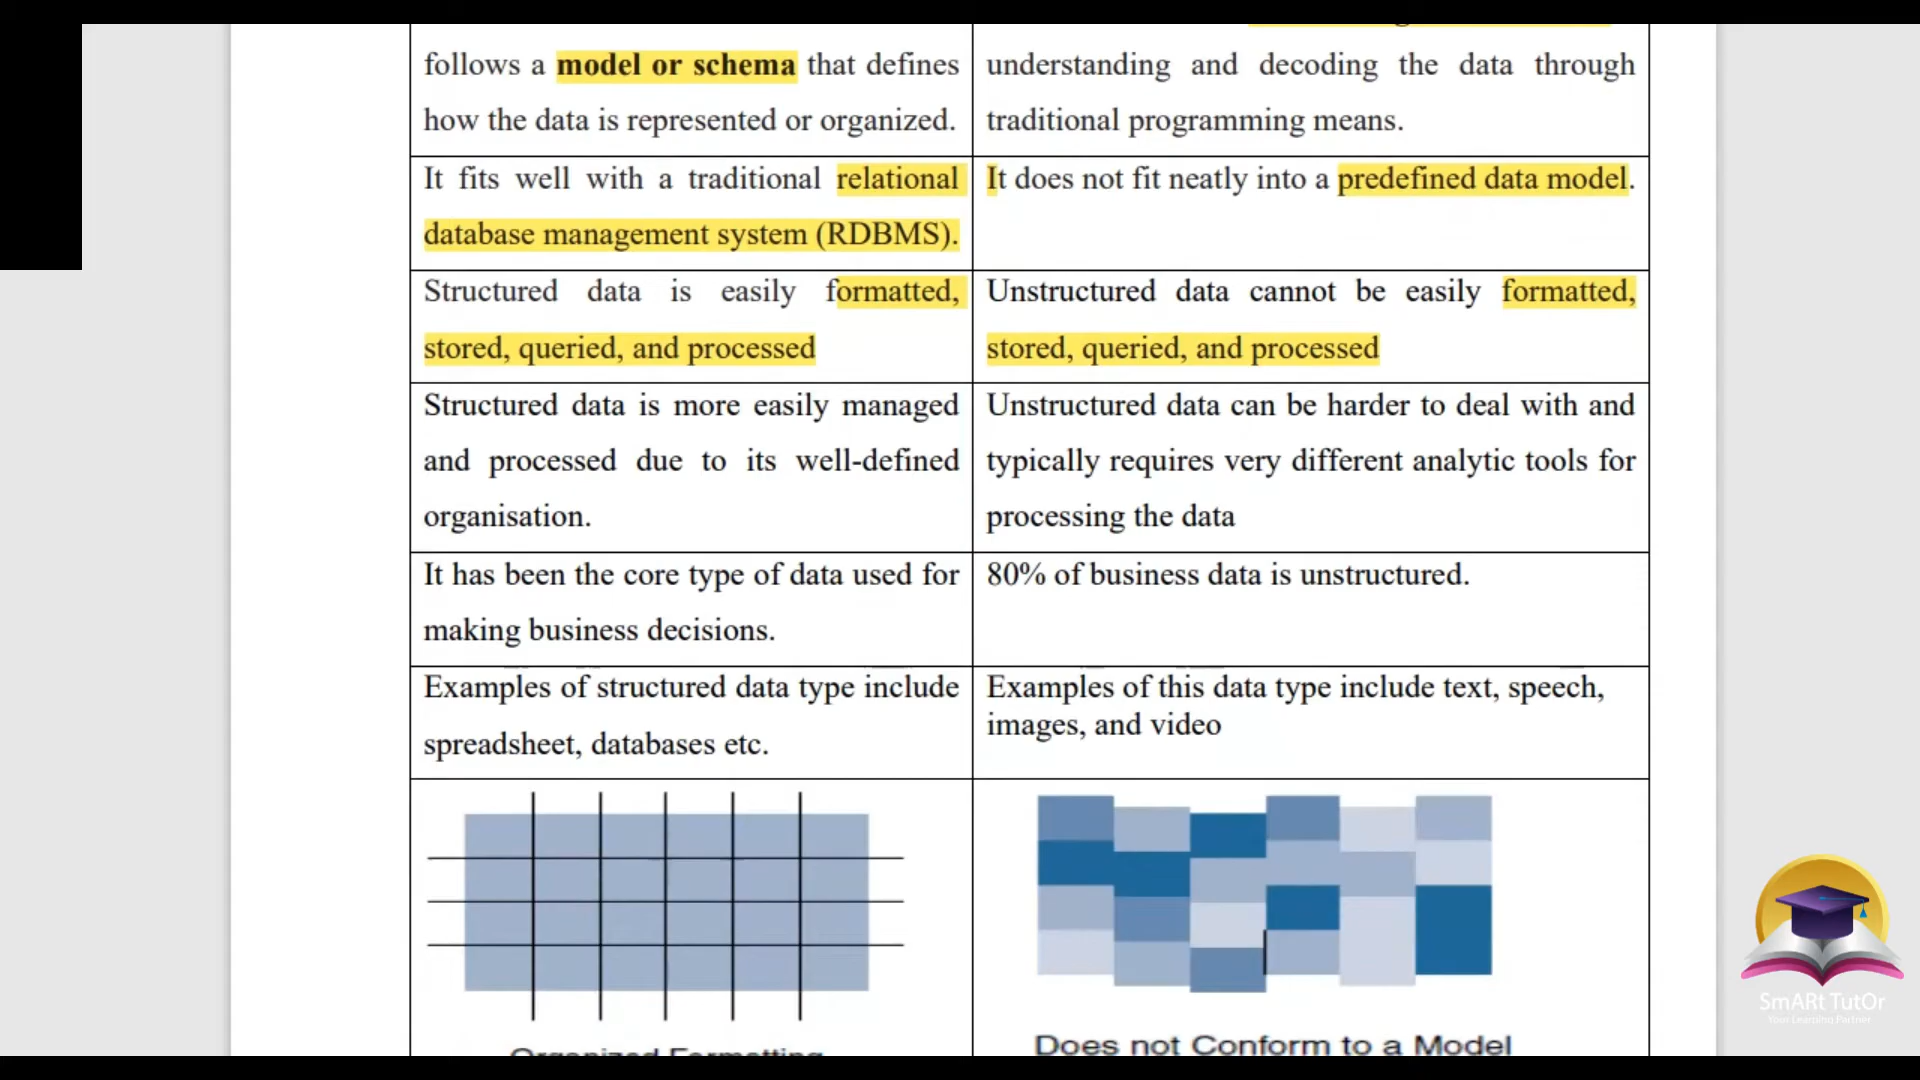 follows a model or schema that defines
how the data is represented or organized.
understanding and decoding the data through
traditional programming means.
It fits well with a traditional relational
database management system (RDBMS).
It does not fit neatly into a predefined data model.
Structured data is easily formatted,
stored, queried, and processed
Unstructured data cannot be easily formatted,
stored, queried, and processed
Structured data is more easily managed
and processed due to its well-defined
organisation.
Unstructured data can be harder to deal with and
typically requires very different analytic tools for
processing the data
It has been the core type of data used for
making business decisions.
80% of business data is unstructured.
Examples of structured data type include
spreadsheet, databases etc.
Examples of this data type include text, speech,
images, and video
Organized Formatting
Does not Conform to a Model
SmARt TutOr
Your Learning Partner